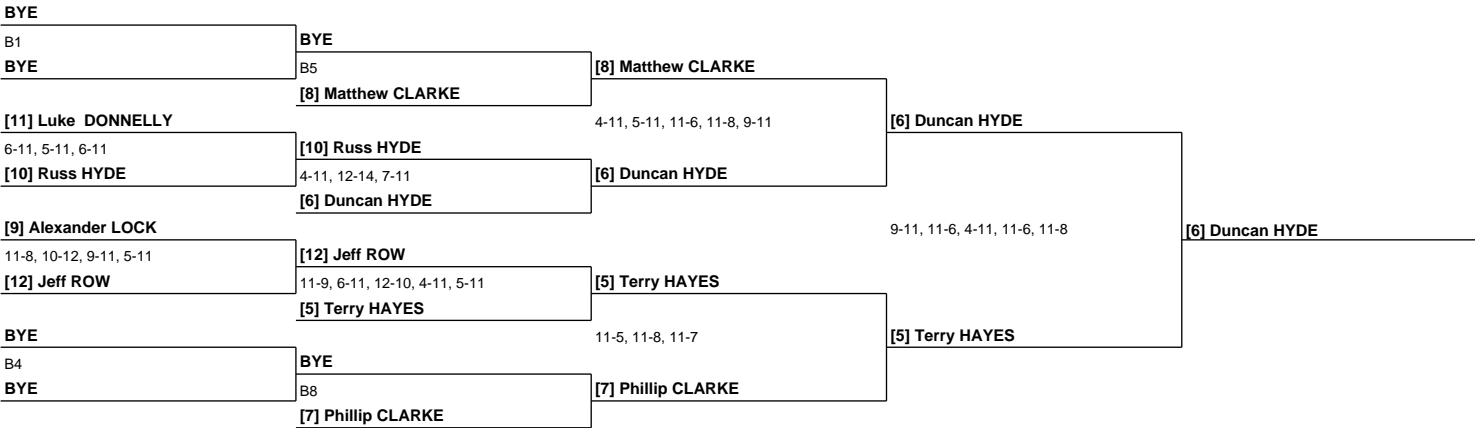 BYE
B1
BYE
[11] Luke  DONNELLY
6-11, 5-11, 6-11
[10] Russ HYDE
[9] Alexander LOCK
11-8, 10-12, 9-11, 5-11
[12] Jeff ROW
BYE
B4
BYE
BYE
B5
[8] Matthew CLARKE
[10] Russ HYDE
4-11, 12-14, 7-11
[6] Duncan HYDE
[12] Jeff ROW
11-9, 6-11, 12-10, 4-11, 5-11
[5] Terry HAYES
BYE
B8
[7] Phillip CLARKE
[8] Matthew CLARKE
4-11, 5-11, 11-6, 11-8, 9-11
[6] Duncan HYDE
[5] Terry HAYES
11-5, 11-8, 11-7
[7] Phillip CLARKE
[6] Duncan HYDE
9-11, 11-6, 4-11, 11-6, 11-8
[5] Terry HAYES
[6] Duncan HYDE